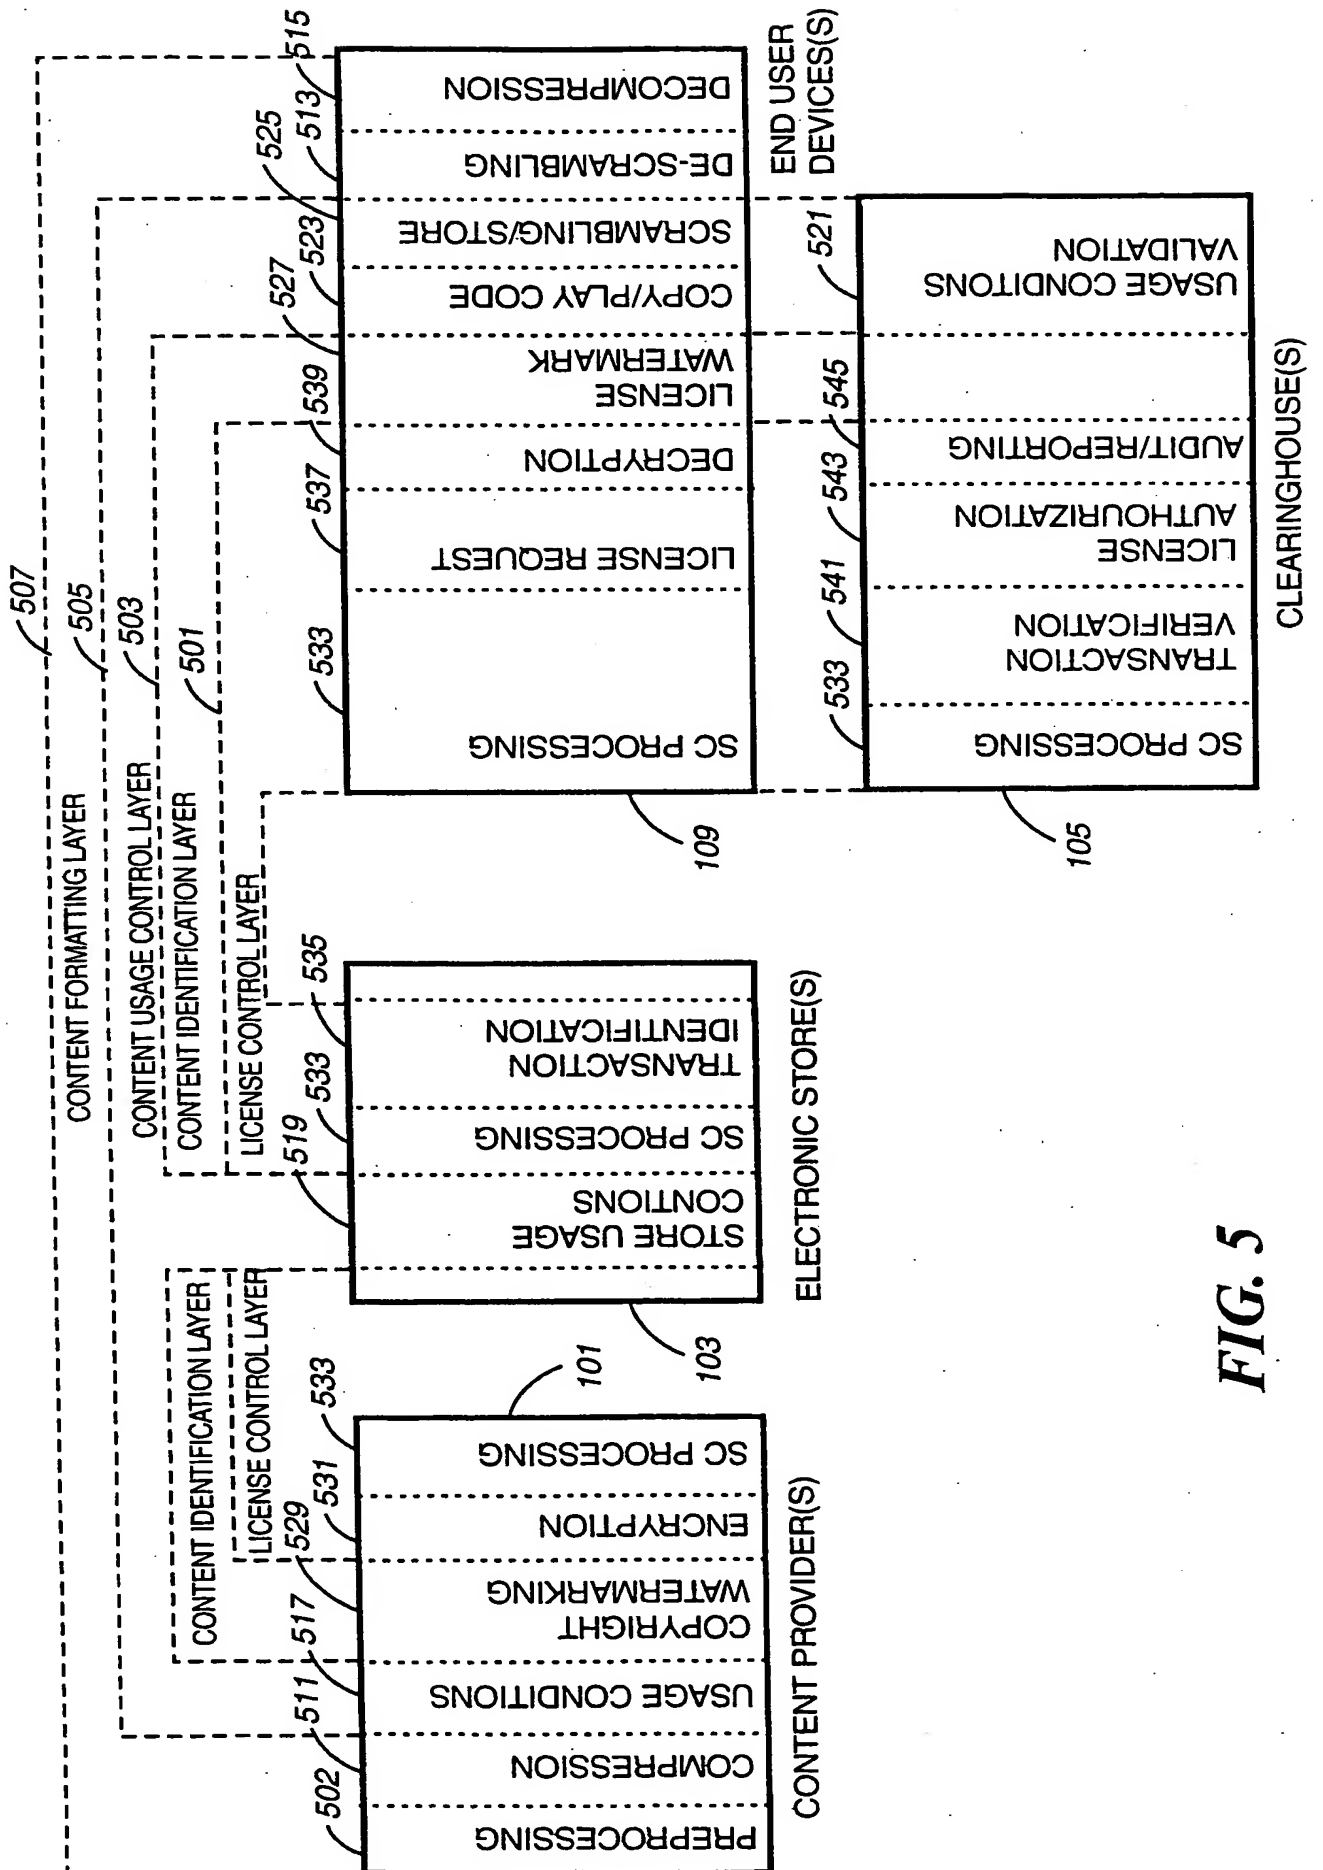 507
CONTENT FORMATTING LAYER
505
CONTENT USAGE CONTROL LAYER
503
CONTENT IDENTIFICATION LAYER
501
LICENSE CONTROL LAYER
CONTENT IDENTIFICATION LAYER
LICENSE CONTROL LAYER
502
511
517
529
531
533
PREPROCESSING
COMPRESSION
USAGE CONDITIONS
COPYRIGHT
WATERMARKING
ENCRYPTION
SC PROCESSING
101
CONTENT PROVIDER(S)
519
533
535
STORE USAGE
CONTIONS
SC PROCESSING
TRANSACTION
IDENTIFICATION
103
ELECTRONIC STORE(S)
533
537
539
527
523
525
513
515
SC PROCESSING
LICENSE REQUEST
DECRYPTION
LICENSE
WATERMARK
COPY/PLAY CODE
SCRAMBLING/STORE
DE-SCRAMBLING
DECOMPRESSION
109
END USER
DEVICES(S)
533
541
543
545
521
SC PROCESSING
TRANSACTION
VERIFICATION
LICENSE
AUTHOURIZATION
AUDIT/REPORTING
USAGE CONDITONS
VALIDATION
105
CLEARINGHOUSE(S)
FIG. 5